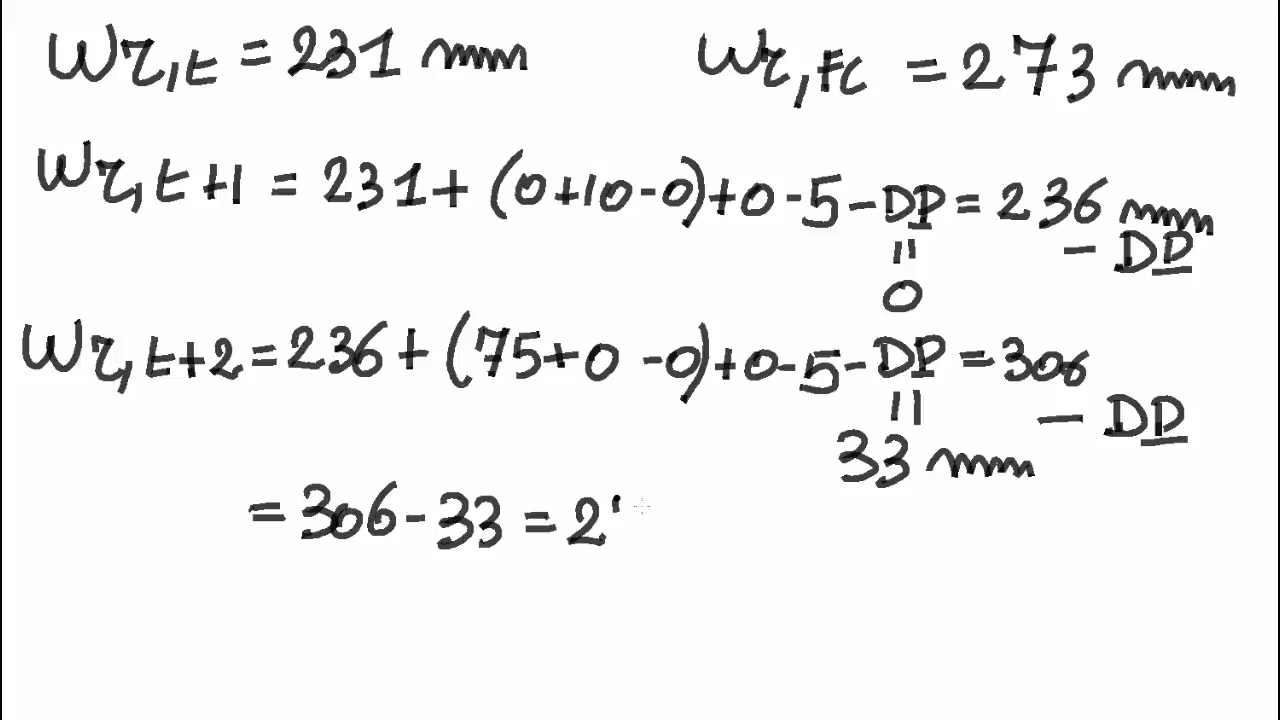 Wr,t = 231 mm
Wr,FC = 273 mm
Wr,t+1 = 231 + (0+10-0)+0-5-DP = 236 mm
- DP
=
0
Wr,t+2 = 236 + (75+0-0)+0-5-DP = 306
- DP
=
33 mm
= 306 - 33 = 2'